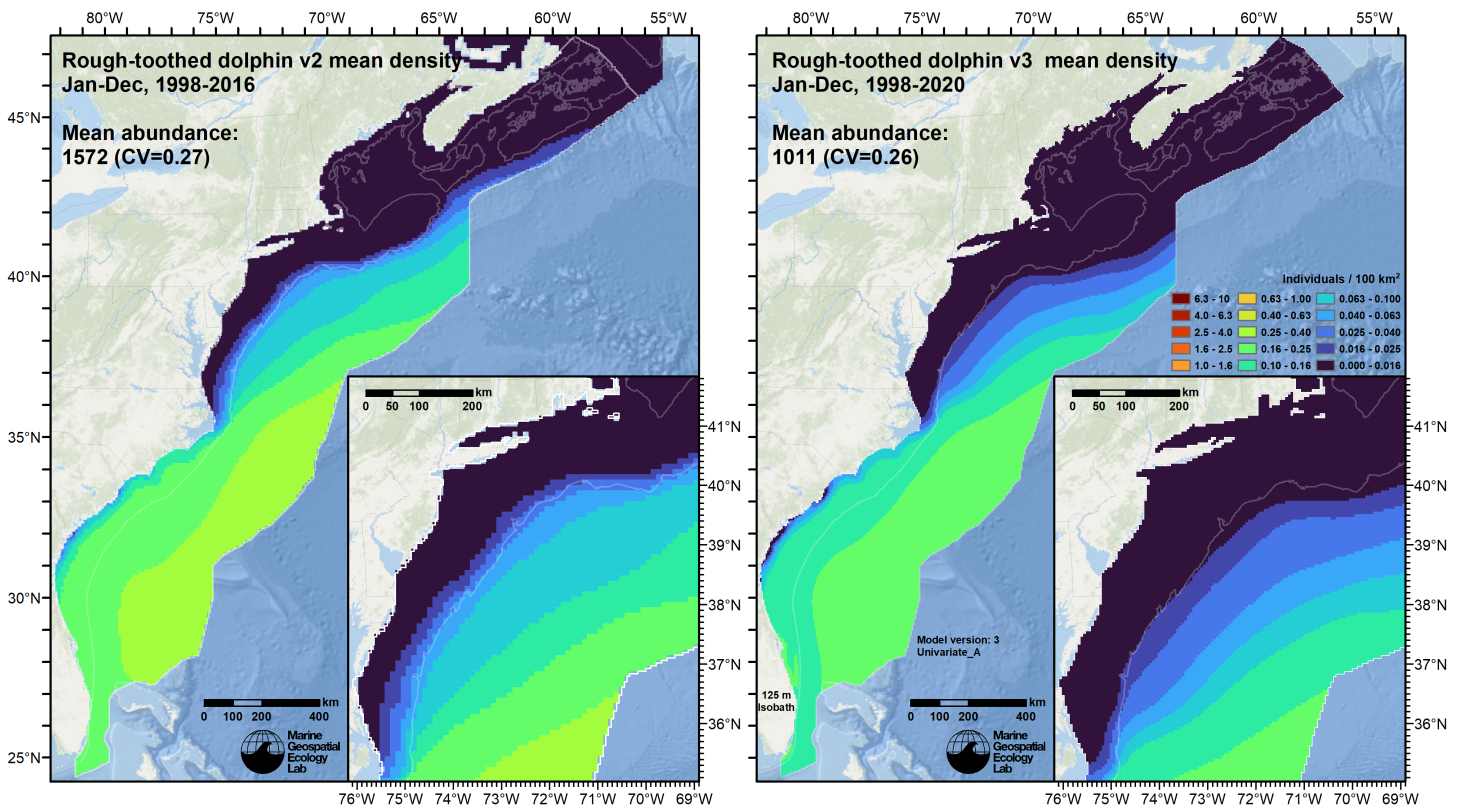 80°W 75°W 70°W 65°W 60°W 55°W
Rough-toothed dolphin v2 mean density
Jan-Dec, 1998-2016
Mean abundance:
1572 (CV=0.27)
45°N
40°N
35°N
30°N
25°N
km
0 50 100 200
41°N
40°N
39°N
38°N
37°N
36°N
km
0 100 200 400
Marine
Geospatial
Ecology
Lab
76°W 75°W 73°W 72°W 71°W 70°W 69°W
80°W 75°W 70°W 65°W 60°W 55°W
Rough-toothed dolphin v3 mean density
Jan-Dec, 1998-2020
Mean abundance:
1011 (CV=0.26)
Individuals / 100 km²
6.3 - 10 0.63 - 1.00 0.063 - 0.100
4.0 - 6.3 0.40 - 0.63 0.040 - 0.063
2.5 - 4.0 0.25 - 0.40 0.025 - 0.040
1.6 - 2.5 0.16 - 0.25 0.016 - 0.025
1.0 - 1.6 0.10 - 0.16 0.000 - 0.016
km
0 50 100 200
41°N
40°N
39°N
38°N
37°N
36°N
Model version: 3
Univariate_A
125 m
Isobath
km
0 100 200 400
Marine
Geospatial
Ecology
Lab
76°W 75°W 73°W 72°W 71°W 70°W 69°W